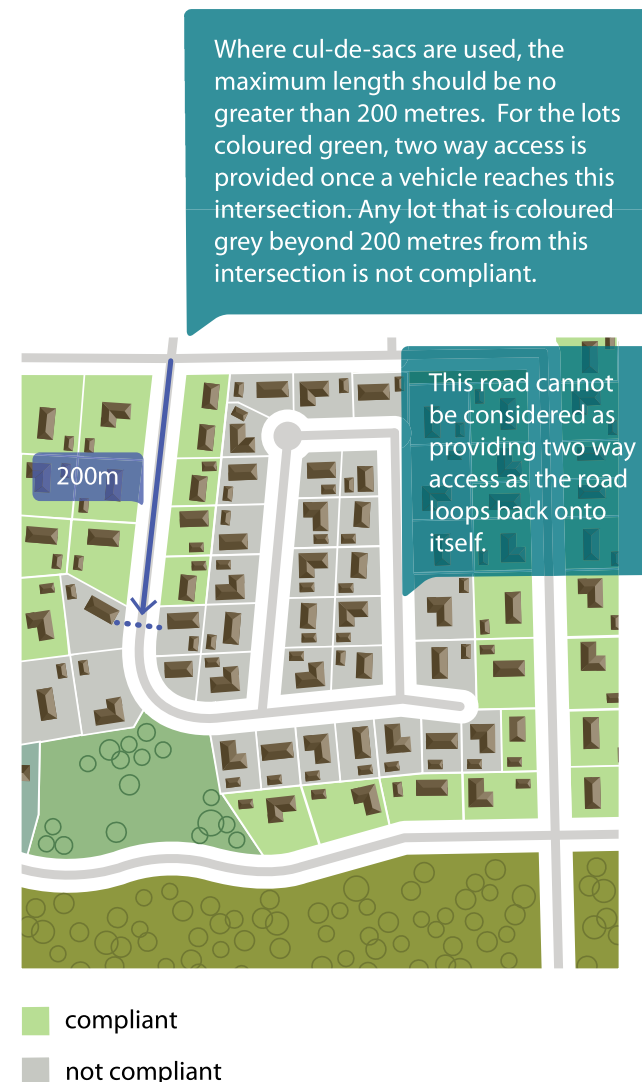 Where cul-de-sacs are used, the
maximum length should be no
greater than 200 metres.  For the lots
coloured green, two way access is
provided once a vehicle reaches this
intersection. Any lot that is coloured
grey beyond 200 metres from this
intersection is not compliant.
This road cannot
be considered as
providing two way
access as the road
loops back onto
itself.
200m
compliant
not compliant